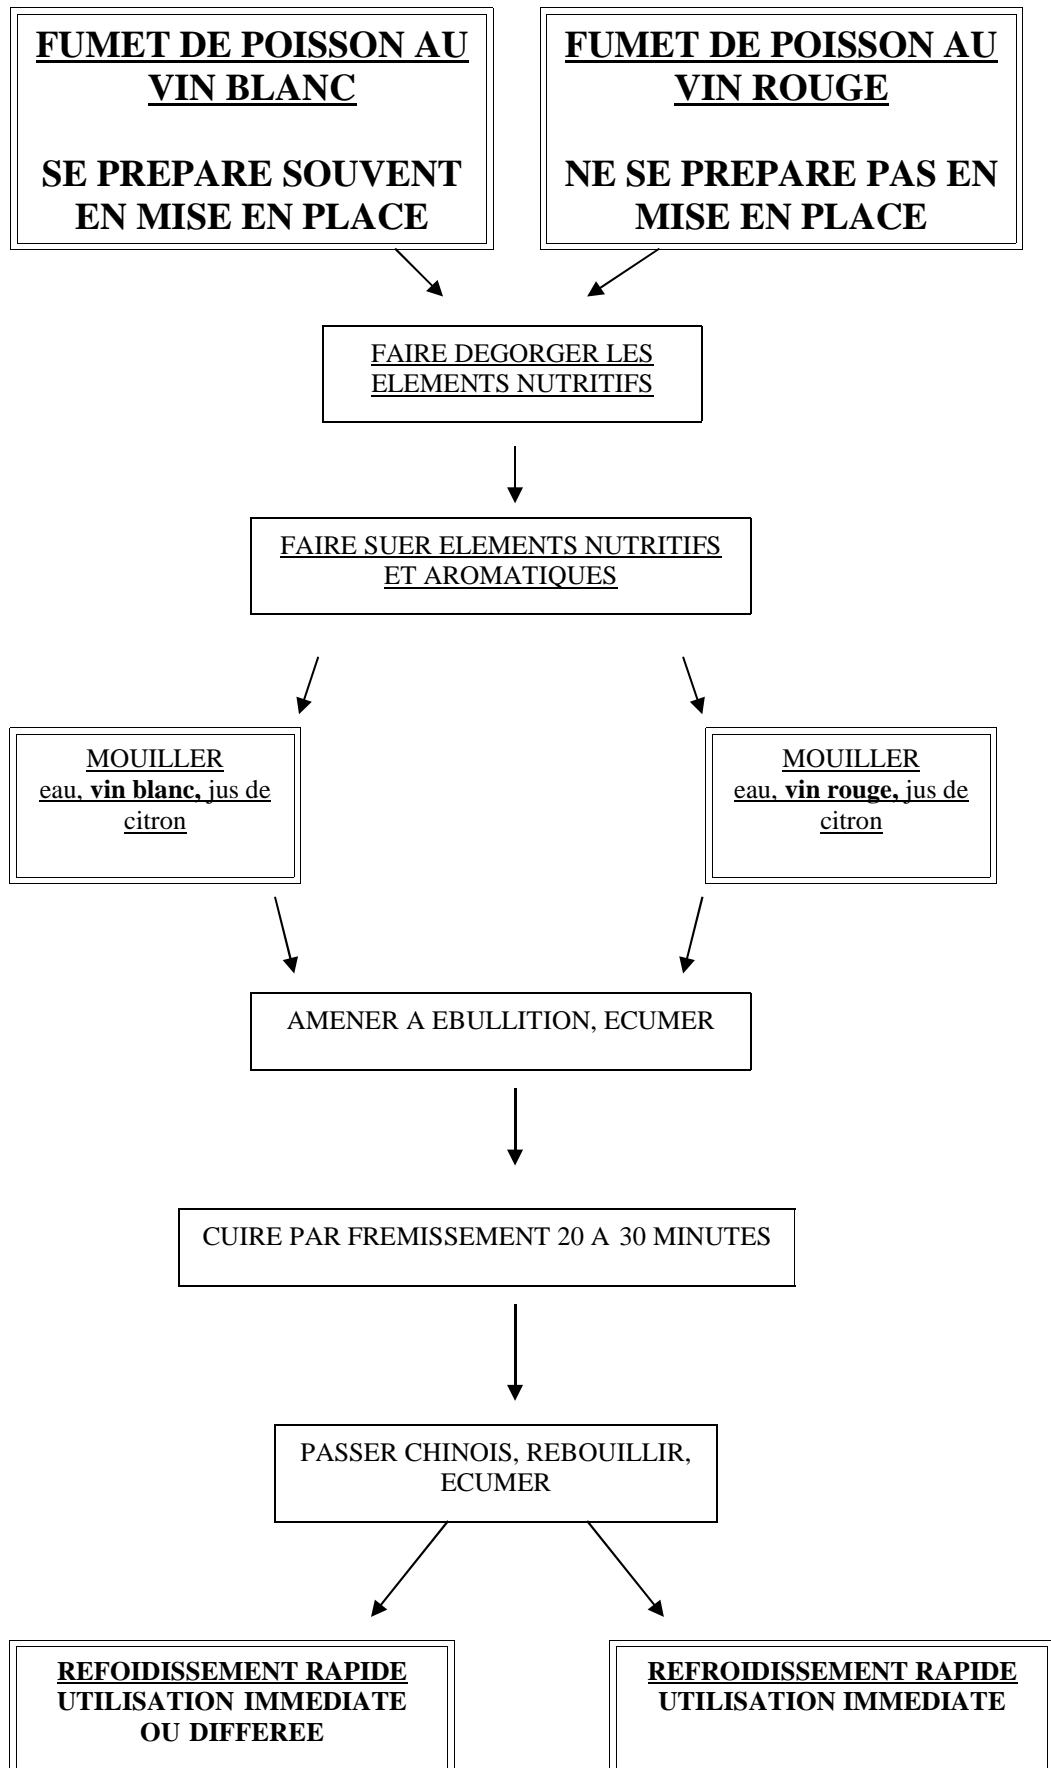 FUMET DE POISSON AU
VIN BLANC
SE PREPARE SOUVENT
EN MISE EN PLACE
FUMET DE POISSON AU
VIN ROUGE
NE SE PREPARE PAS EN
MISE EN PLACE
FAIRE DEGORGER LES
ELEMENTS NUTRITIFS
FAIRE SUER ELEMENTS NUTRITIFS
ET AROMATIQUES
MOUILLER
eau, vin blanc, jus de
citron
MOUILLER
eau, vin rouge, jus de
citron
AMENER A EBULLITION, ECUMER
CUIRE PAR FREMISSEMENT 20 A 30 MINUTES
PASSER CHINOIS, REBOUILLIR,
ECUMER
REFOIDISSEMENT RAPIDE
UTILISATION IMMEDIATE
OU DIFFEREE
REFROIDISSEMENT RAPIDE
UTILISATION IMMEDIATE